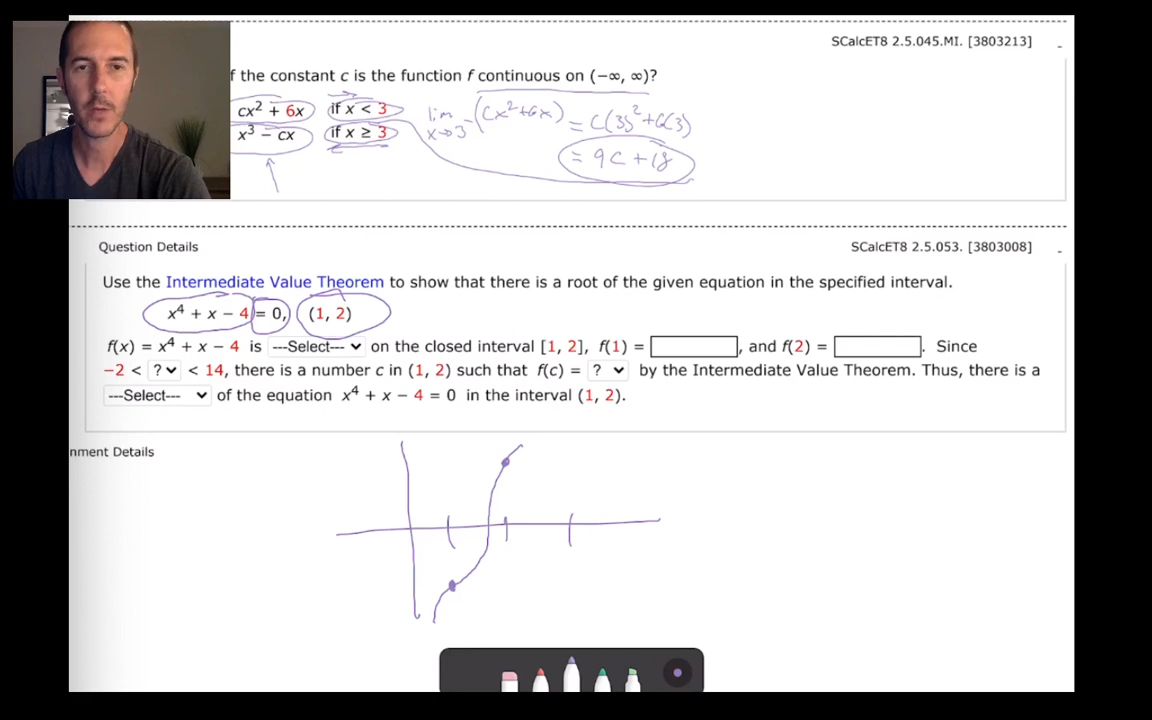 SCalcET8 2.5.045.MI. [3803213]
f the constant c is the function f continuous on (−∞, ∞)?
cx² + 6x if x < 3 lim x→3⁻ (cx²+6x) = c(3)²+6(3)
x³ − cx if x ≥ 3 = 9c+18
Question Details SCalcET8 2.5.053. [3803008]
Use the Intermediate Value Theorem to show that there is a root of the given equation in the specified interval.
x⁴ + x − 4 = 0, (1, 2)
f(x) = x⁴ + x − 4 is ---Select--- on the closed interval [1, 2], f(1) = , and f(2) = . Since
−2 < ? < 14, there is a number c in (1, 2) such that f(c) = ? by the Intermediate Value Theorem. Thus, there is a
---Select--- of the equation x⁴ + x − 4 = 0 in the interval (1, 2).
nment Details